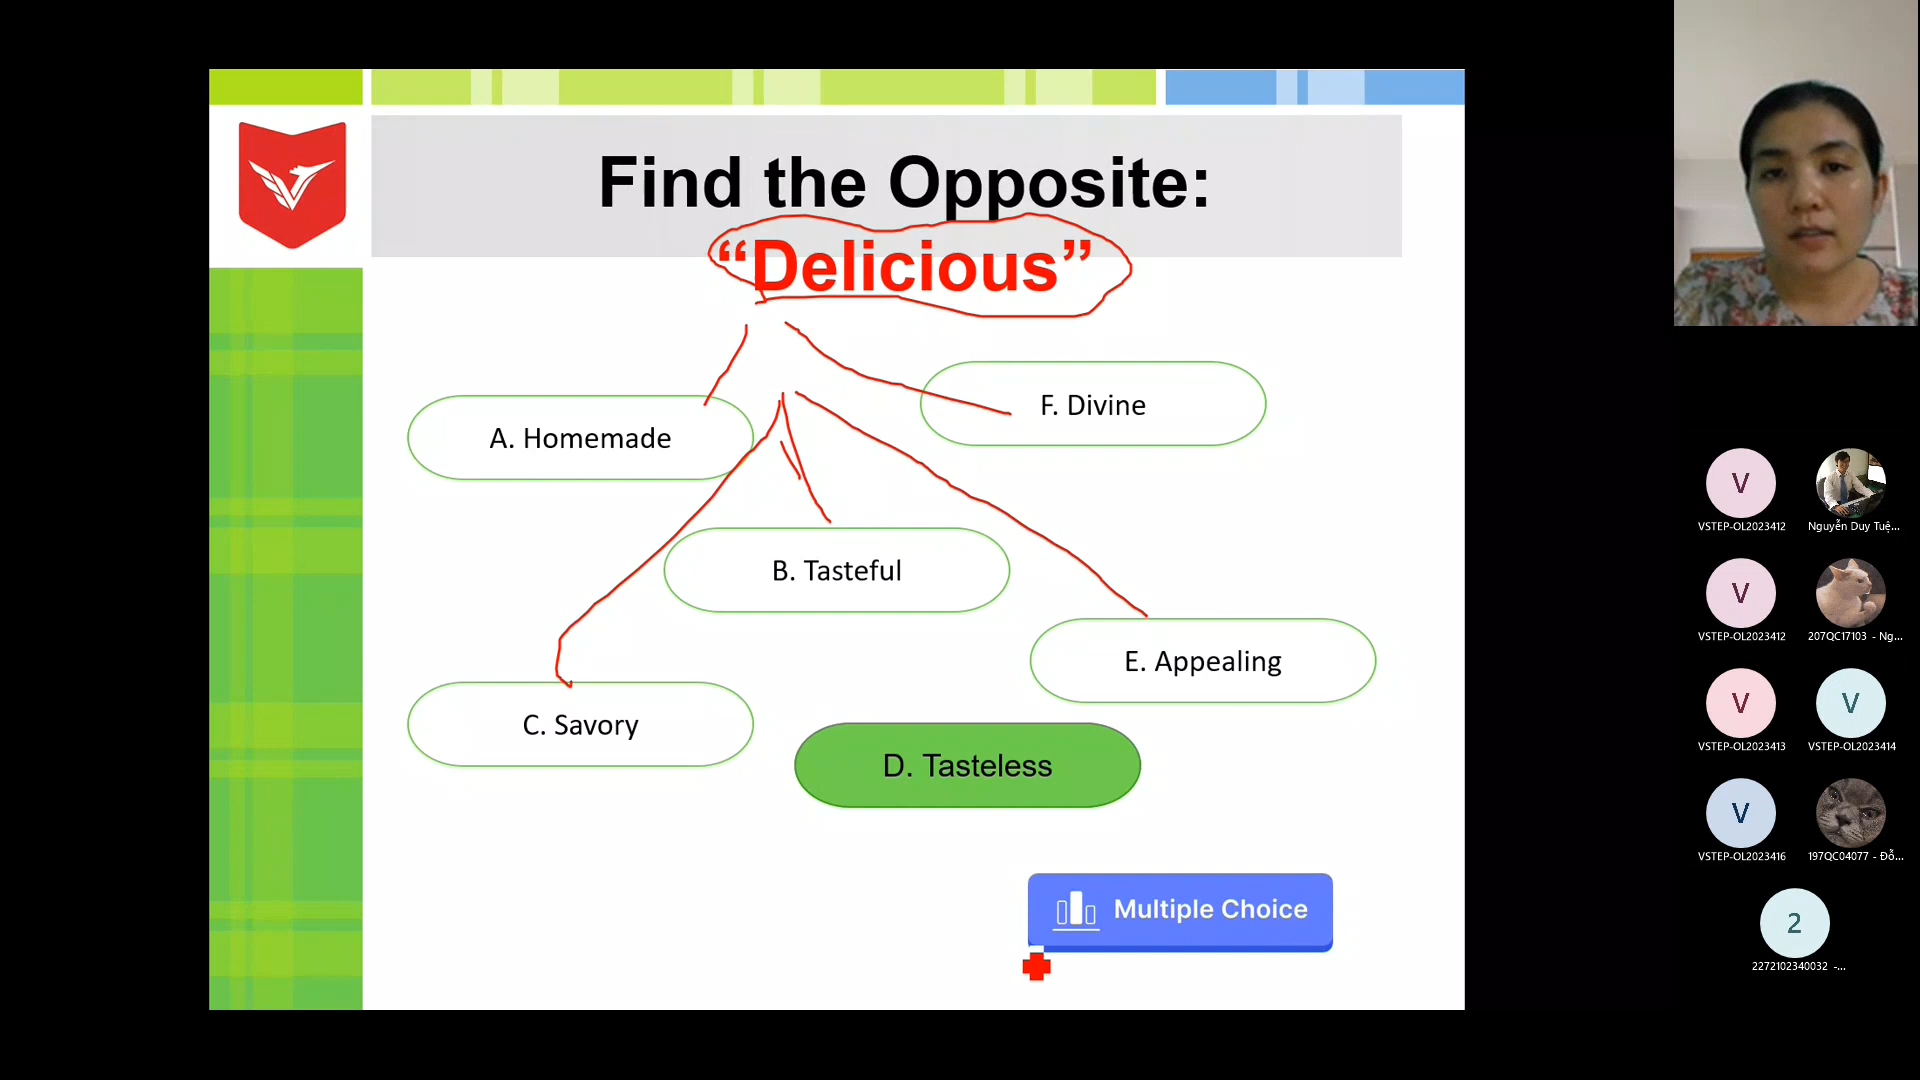 Find the Opposite:
“Delicious”
A. Homemade
F. Divine
B. Tasteful
E. Appealing
C. Savory
D. Tasteless
Multiple Choice
V
VSTEP-OL2023412
Nguyễn Duy Tuệ...
V
VSTEP-OL2023412
207QC17103 - Ng...
V
VSTEP-OL2023413
V
VSTEP-OL2023414
V
VSTEP-OL2023416
197QC04077 - Đỗ...
2
2272102340032 -...